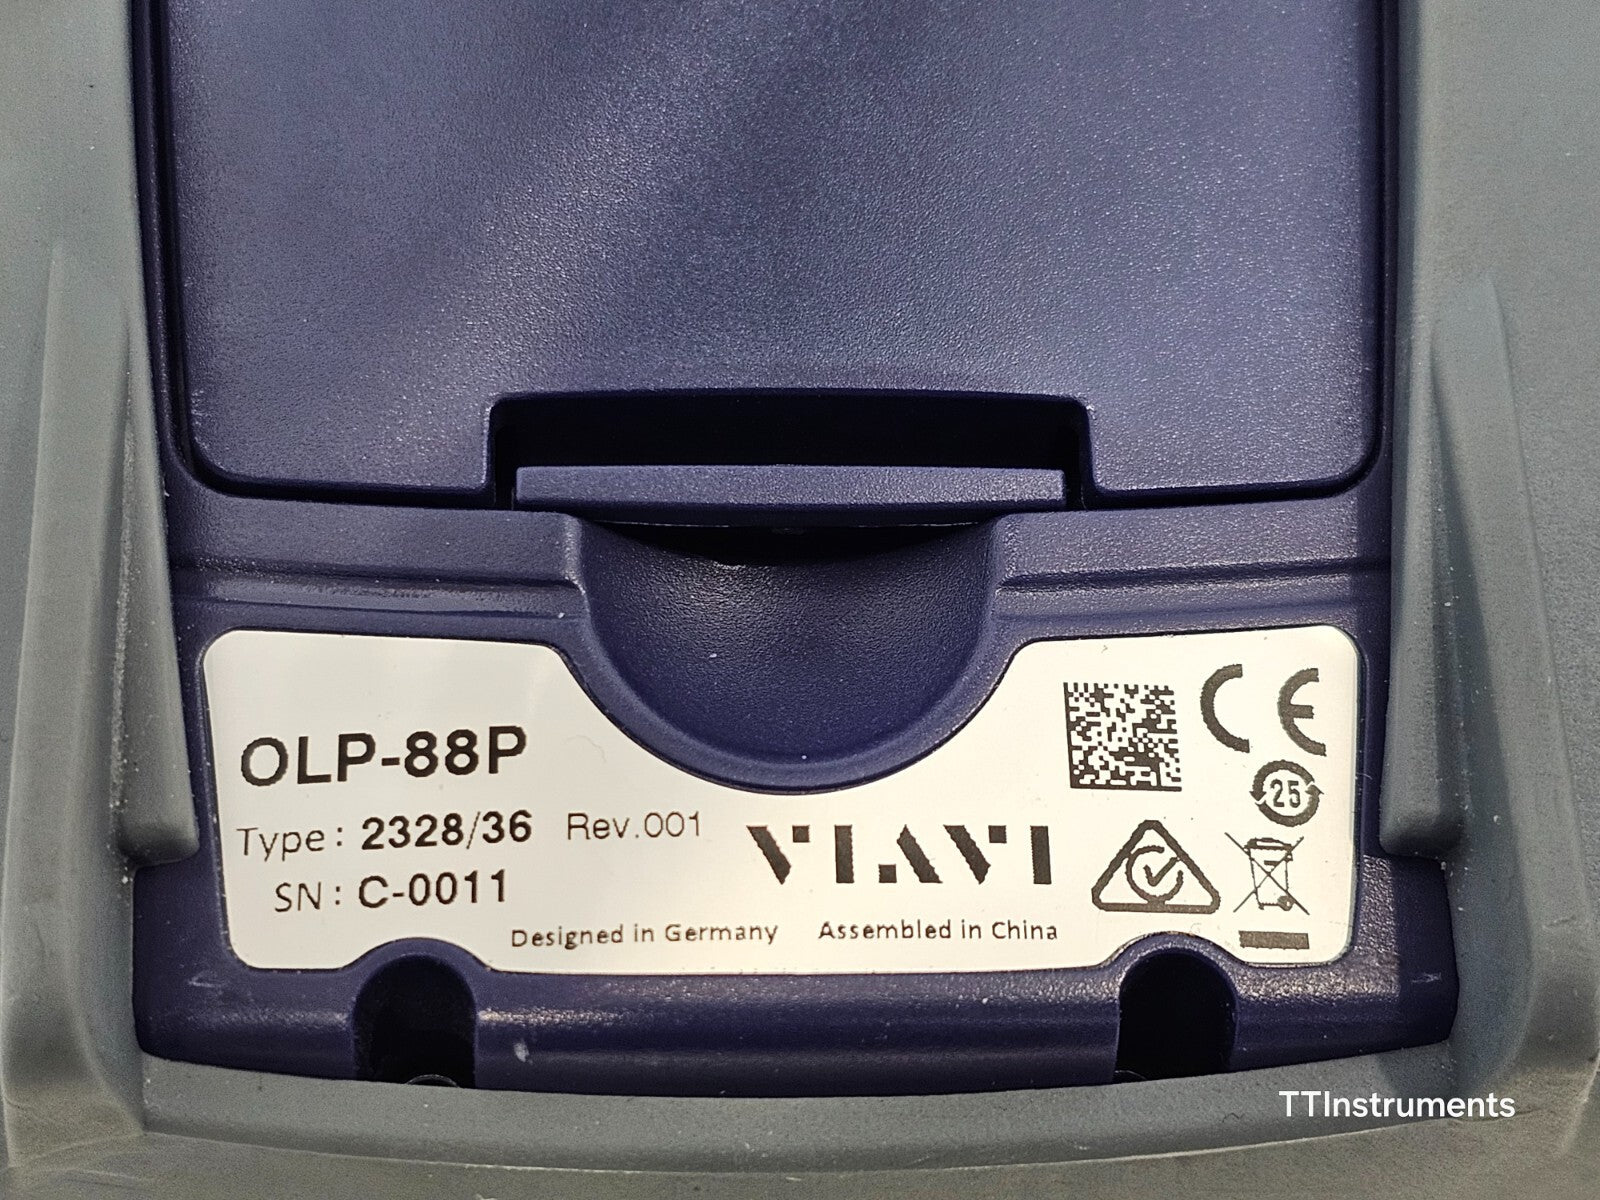 OLP-88P
Type: 2328/36 Rev.001
SN: C-0011
VIAVI
Designed in Germany Assembled in China
CE
25
TTInstruments